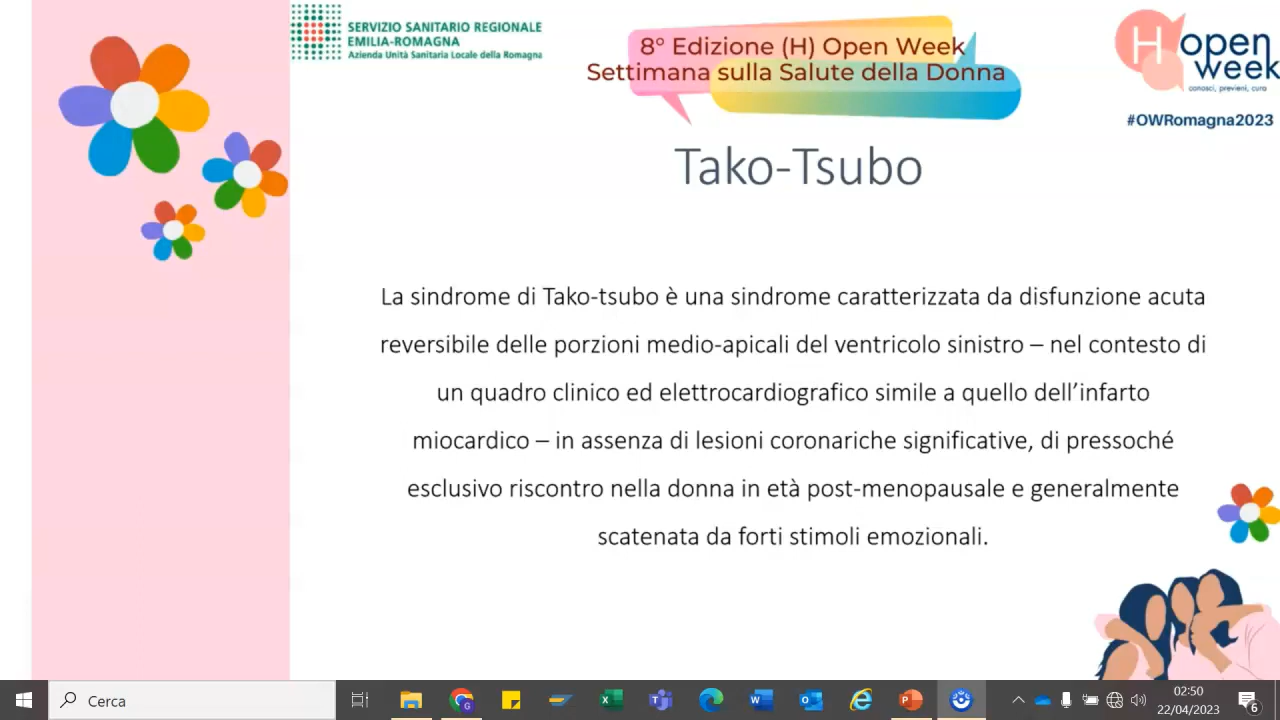 SERVIZIO SANITARIO REGIONALE
EMILIA-ROMAGNA
Azienda Unità Sanitaria Locale della Romagna
8° Edizione (H) Open Week
Settimana sulla Salute della Donna
H open
week
conosci, previeni, cura
#OWRomagna2023
Tako-Tsubo
La sindrome di Tako-tsubo è una sindrome caratterizzata da disfunzione acuta
reversibile delle porzioni medio-apicali del ventricolo sinistro – nel contesto di
un quadro clinico ed elettrocardiografico simile a quello dell’infarto
miocardico – in assenza di lesioni coronariche significative, di pressoché
esclusivo riscontro nella donna in età post-menopausale e generalmente
scatenata da forti stimoli emozionali.
Cerca
02:50
22/04/2023
6